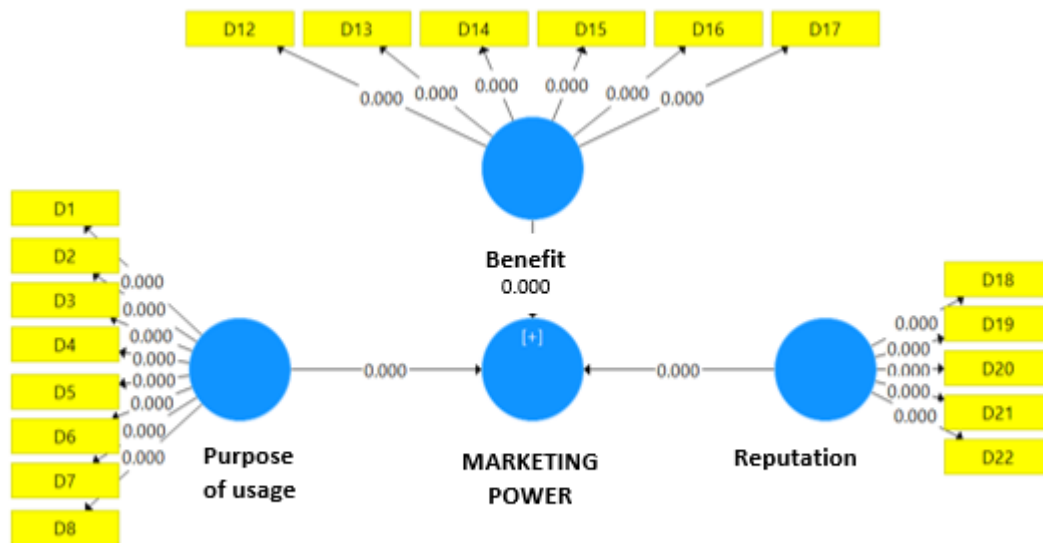 D12 D13 D14 D15 D16 D17
0.000 0.000 0.000 0.000 0.000 0.000
Benefit
0.000
D1
D2
D3
D4
D5
D6
D7
D8
0.000
0.000
0.000
0.000
0.000
0.000
0.000
0.000
Purpose
of usage
0.000
[+]
MARKETING
POWER
0.000
Reputation
0.000
0.000
0.000
0.000
0.000
D18
D19
D20
D21
D22